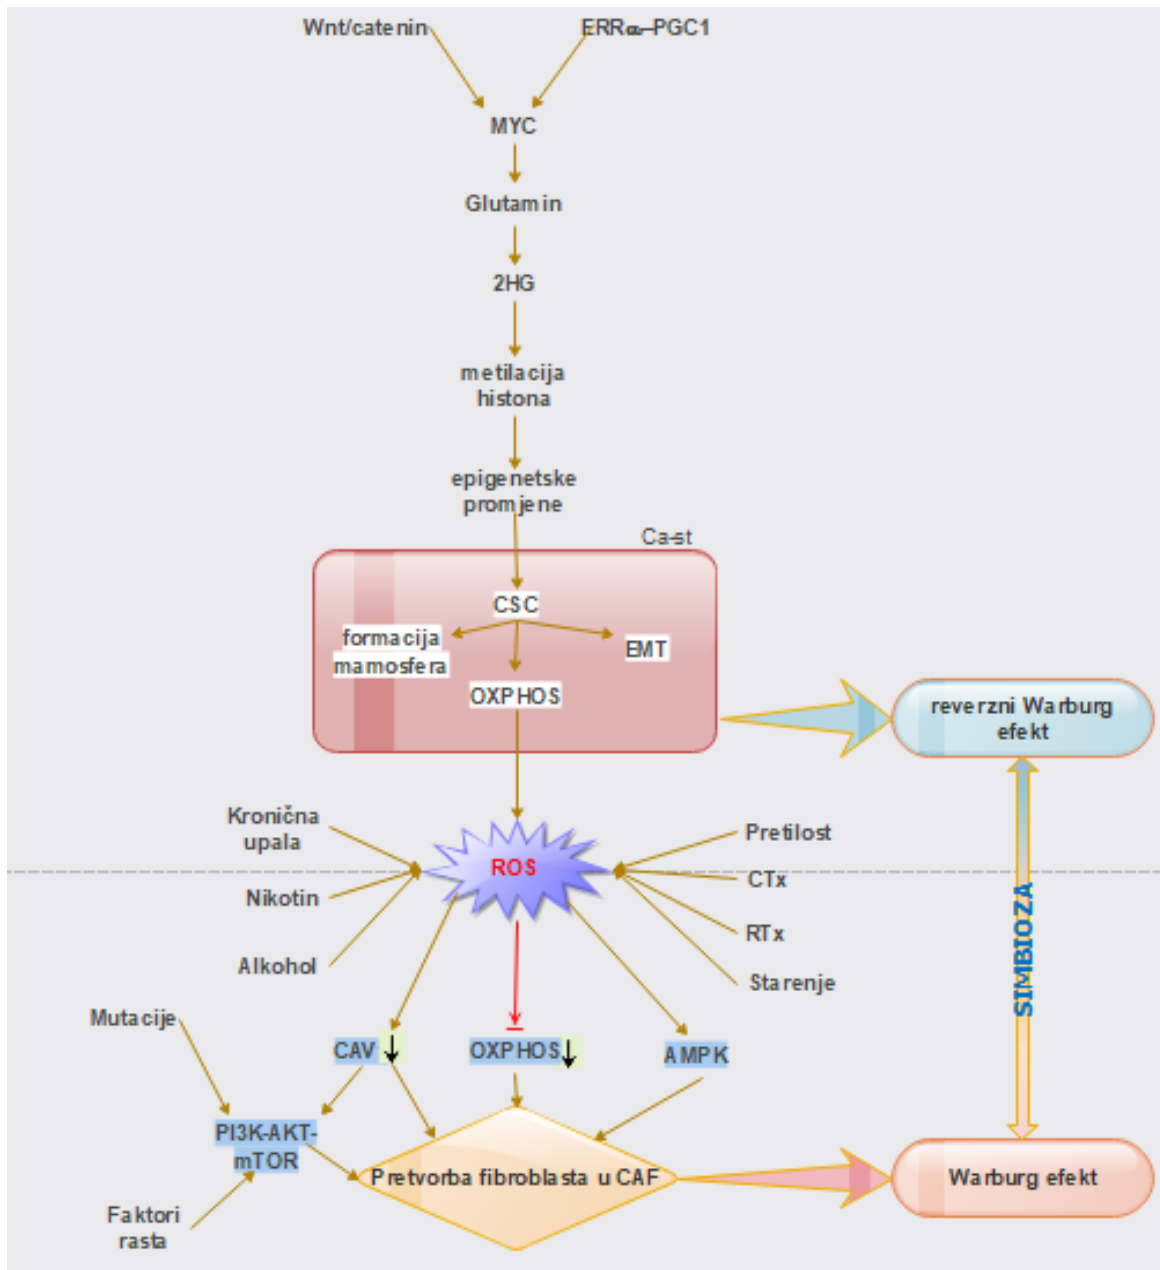 Wnt/catenin
ERRα–PGC1
MYC
Glutamin
2HG
metilacija
histona
epigenetske
promjene
Ca-st
CSC
formacija
mamosfera
EMT
OXPHOS
reverzni Warburg
efekt
Kronična
upala
Nikotin
Alkohol
ROS
Pretilost
CTx
RTx
Starenje
SIMBIOZA
Mutacije
CAV ↓
OXPHOS ↓
AMPK
PI3K-AKT-
mTOR
Faktori
rasta
Pretvorba fibroblasta u CAF
Warburg efekt